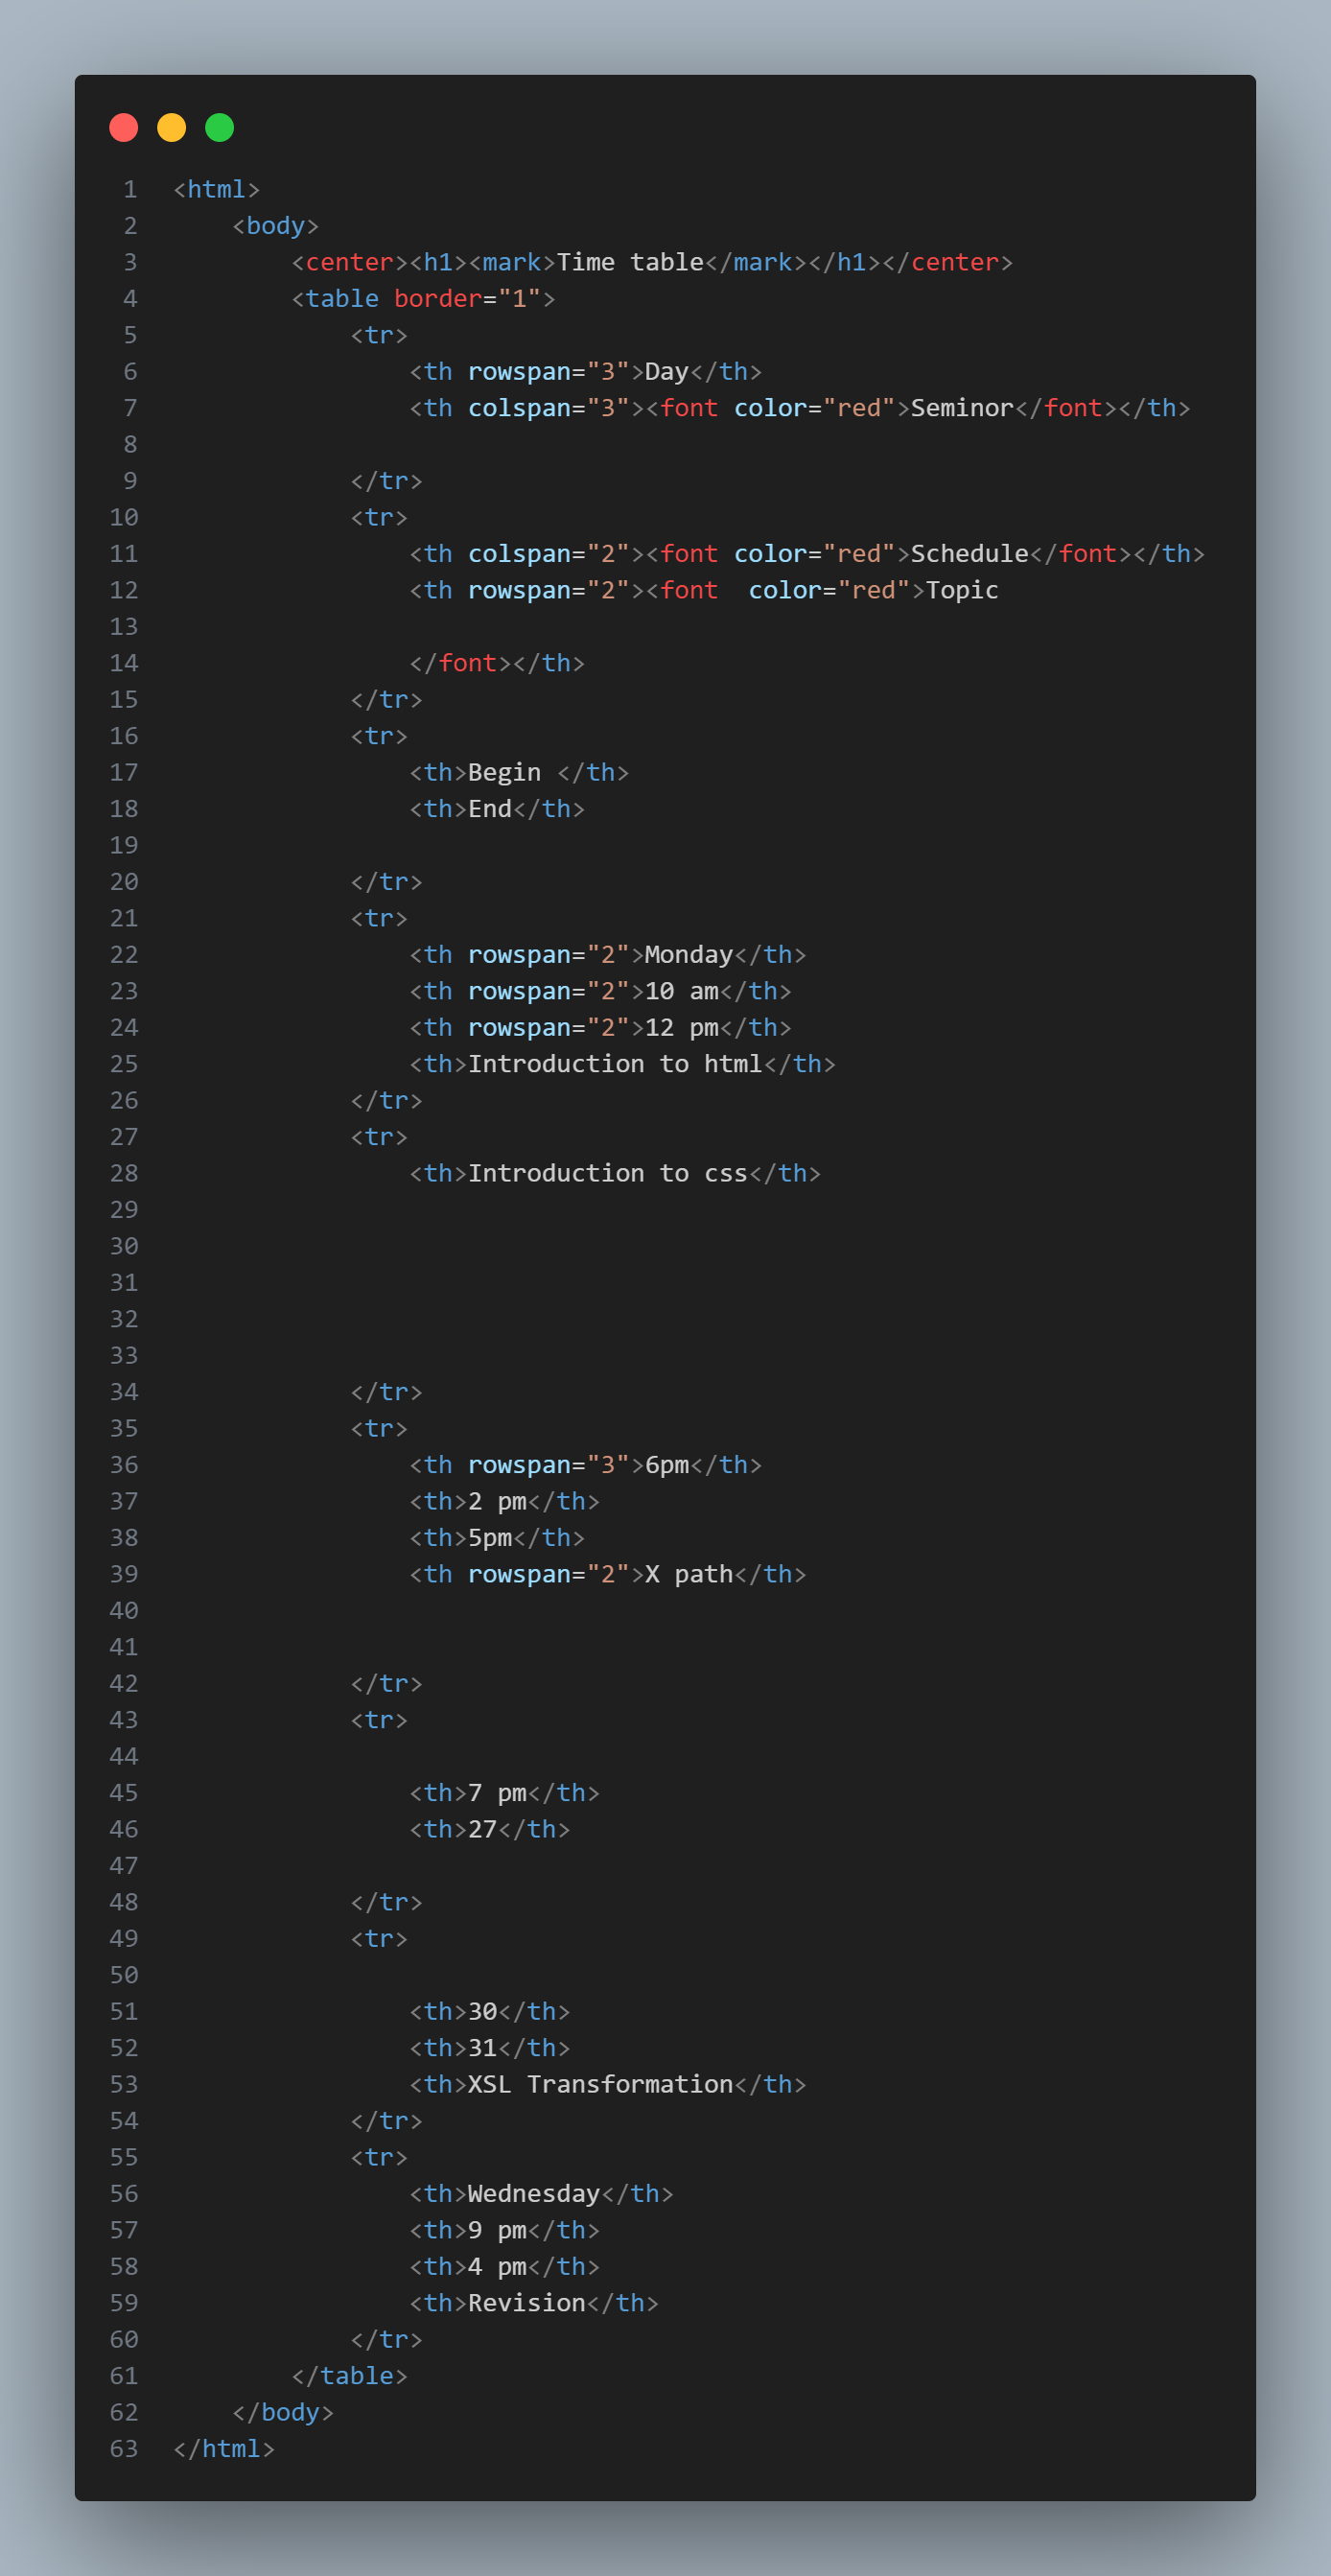 1 <html>
2     <body>
3         <center><h1><mark>Time table</mark></h1></center>
4         <table border="1">
5             <tr>
6                 <th rowspan="3">Day</th>
7                 <th colspan="3"><font color="red">Seminor</font></th>
8
9             </tr>
10             <tr>
11                 <th colspan="2"><font color="red">Schedule</font></th>
12                 <th rowspan="2"><font  color="red">Topic
13
14                 </font></th>
15             </tr>
16             <tr>
17                 <th>Begin </th>
18                 <th>End</th>
19
20             </tr>
21             <tr>
22                 <th rowspan="2">Monday</th>
23                 <th rowspan="2">10 am</th>
24                 <th rowspan="2">12 pm</th>
25                 <th>Introduction to html</th>
26             </tr>
27             <tr>
28                 <th>Introduction to css</th>
29
30
31
32
33
34             </tr>
35             <tr>
36                 <th rowspan="3">6pm</th>
37                 <th>2 pm</th>
38                 <th>5pm</th>
39                 <th rowspan="2">X path</th>
40
41
42             </tr>
43             <tr>
44
45                 <th>7 pm</th>
46                 <th>27</th>
47
48             </tr>
49             <tr>
50
51                 <th>30</th>
52                 <th>31</th>
53                 <th>XSL Transformation</th>
54             </tr>
55             <tr>
56                 <th>Wednesday</th>
57                 <th>9 pm</th>
58                 <th>4 pm</th>
59                 <th>Revision</th>
60             </tr>
61         </table>
62     </body>
63 </html>